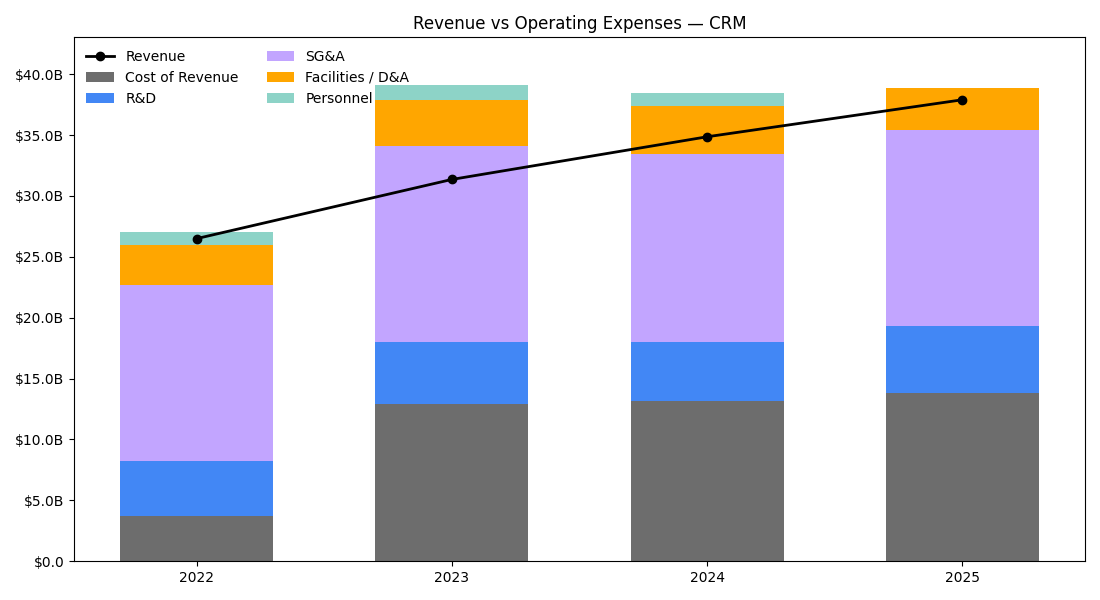 Revenue vs Operating Expenses — CRM
Revenue
Cost of Revenue
R&D
SG&A
Facilities / D&A
Personnel
$40.0B
$35.0B
$30.0B
$25.0B
$20.0B
$15.0B
$10.0B
$5.0B
$0.0
2022 2023 2024 2025